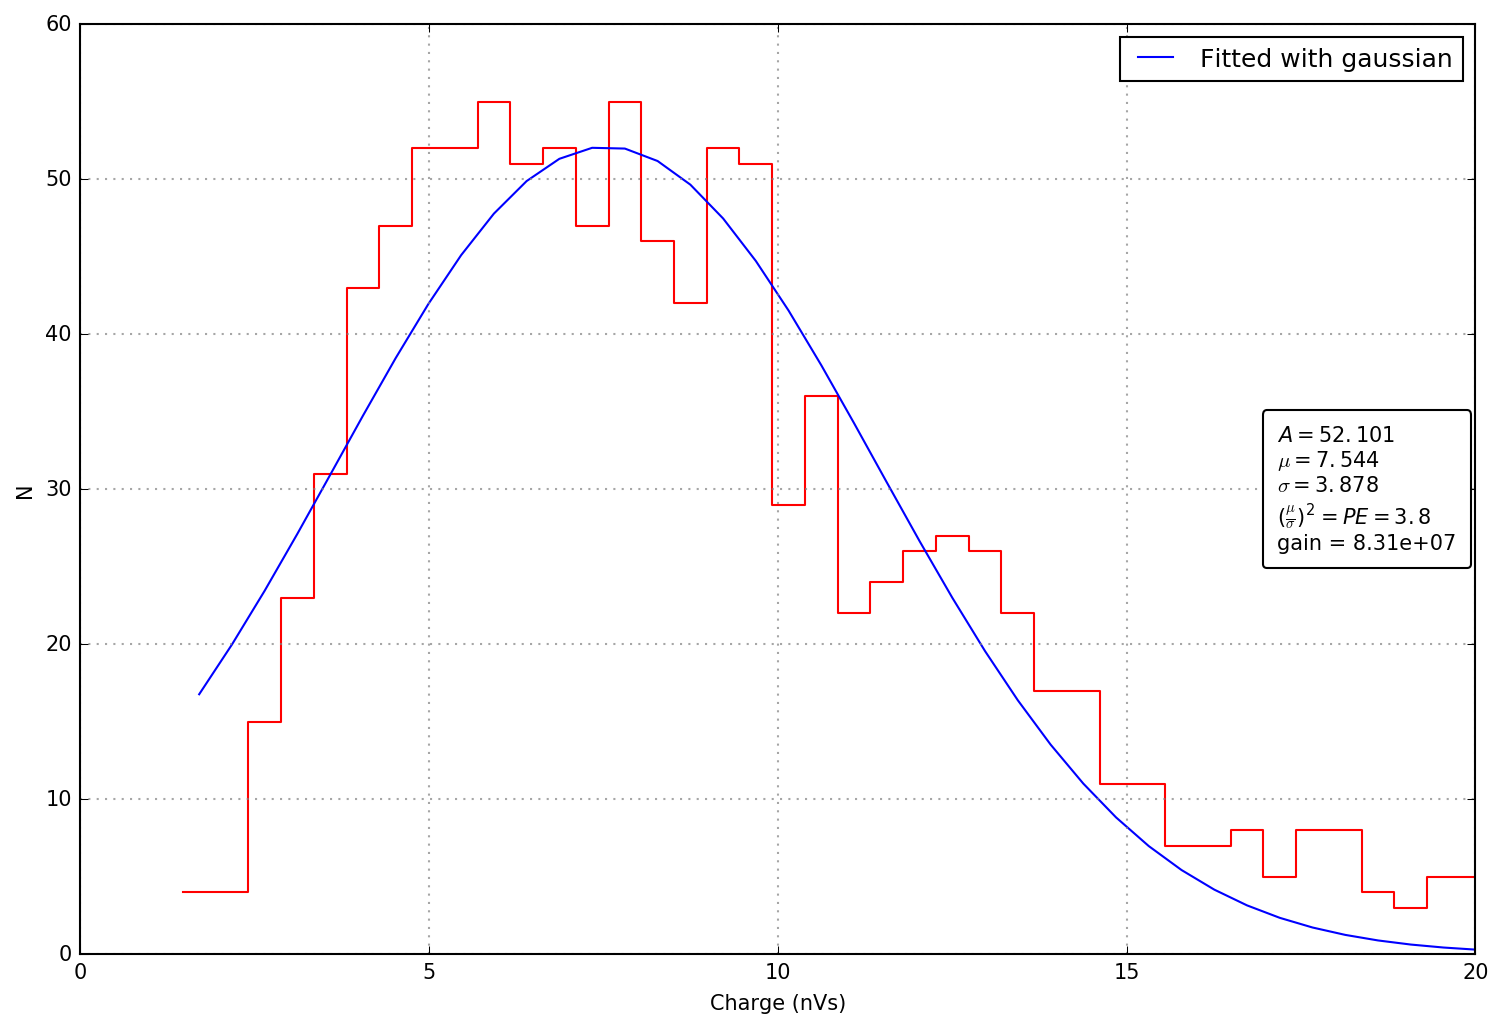 60
50
40
30
20
10
0
N
0 5 10 15 20
Charge (nVs)
Fitted with gaussian
A = 52.101
μ = 7.544
σ = 3.878
(μ/σ)² = PE = 3.8
gain = 8.31e+07